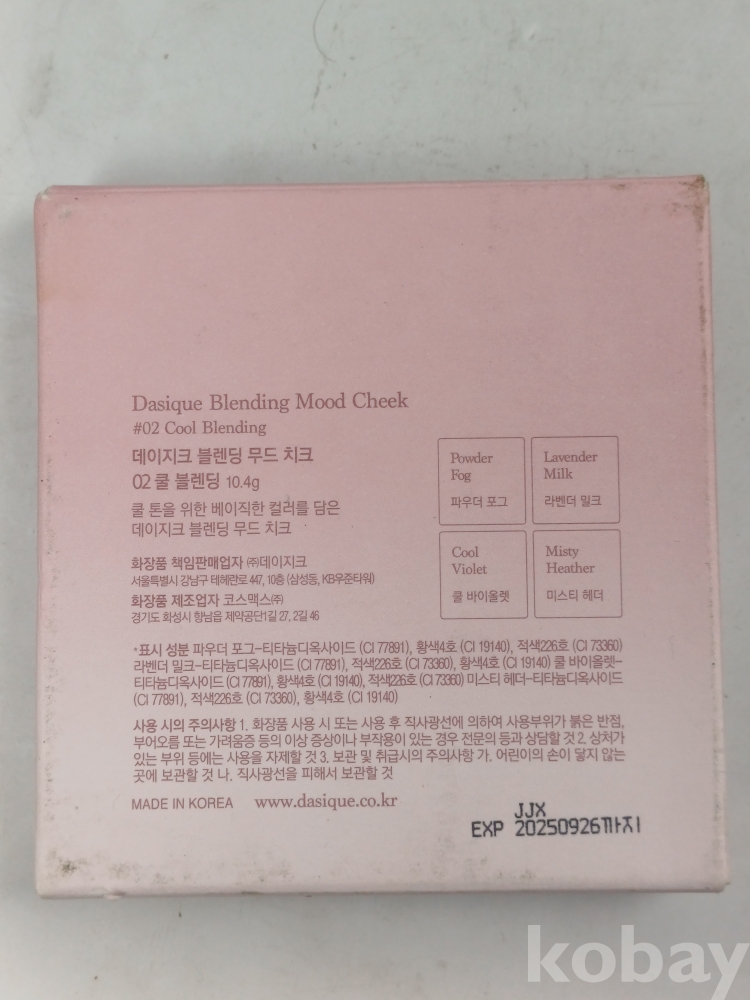 Dasique Blending Mood Cheek
#02 Cool Blending
데이지크 블렌딩 무드 치크
02 쿨 블렌딩 10.4g
쿨 톤을 위한 베이직한 컬러를 담은
데이지크 블렌딩 무드 치크
화장품 책임판매업자 ㈜데이지크
서울특별시 강남구 테헤란로 447, 10층 (삼성동, KB우준타워)
화장품 제조업자 코스맥스㈜
경기도 화성시 향남읍 제약공단1길 27, 2길 46
Powder
Fog
파우더 포그
Lavender
Milk
라벤더 밀크
Cool
Violet
쿨 바이올렛
Misty
Heather
미스티 헤더
*표시 성분 파우더 포그-티타늄디옥사이드 (CI 77891), 황색4호 (CI 19140), 적색226호 (CI 73360)
라벤더 밀크-티타늄디옥사이드 (CI 77891), 적색226호 (CI 73360), 황색4호 (CI 19140) 쿨 바이올렛-
티타늄디옥사이드 (CI 77891), 황색4호 (CI 19140), 적색226호 (CI 73360) 미스티 헤더-티타늄디옥사이드
(CI 77891), 적색226호 (CI 73360), 황색4호 (CI 19140)
사용 시의 주의사항 1. 화장품 사용 시 또는 사용 후 직사광선에 의하여 사용부위가 붉은 반점,
부어오름 또는 가려움증 등의 이상 증상이나 부작용이 있는 경우 전문의 등과 상담할 것 2. 상처가
있는 부위 등에는 사용을 자제할 것 3. 보관 및 취급시의 주의사항 가. 어린이의 손이 닿지 않는
곳에 보관할 것 나. 직사광선을 피해서 보관할 것
MADE IN KOREA www.dasique.co.kr
JJX
EXP 20250926까지
kobay